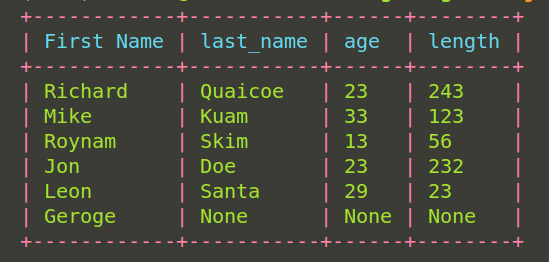 +------------+-----------+------+--------+
| First Name | last_name | age  | length |
+------------+-----------+------+--------+
| Richard    | Quaicoe   | 23   | 243    |
| Mike       | Kuam      | 33   | 123    |
| Roynam     | Skim      | 13   | 56     |
| Jon        | Doe       | 23   | 232    |
| Leon       | Santa     | 29   | 23     |
| Geroge     | None      | None | None   |
+------------+-----------+------+--------+